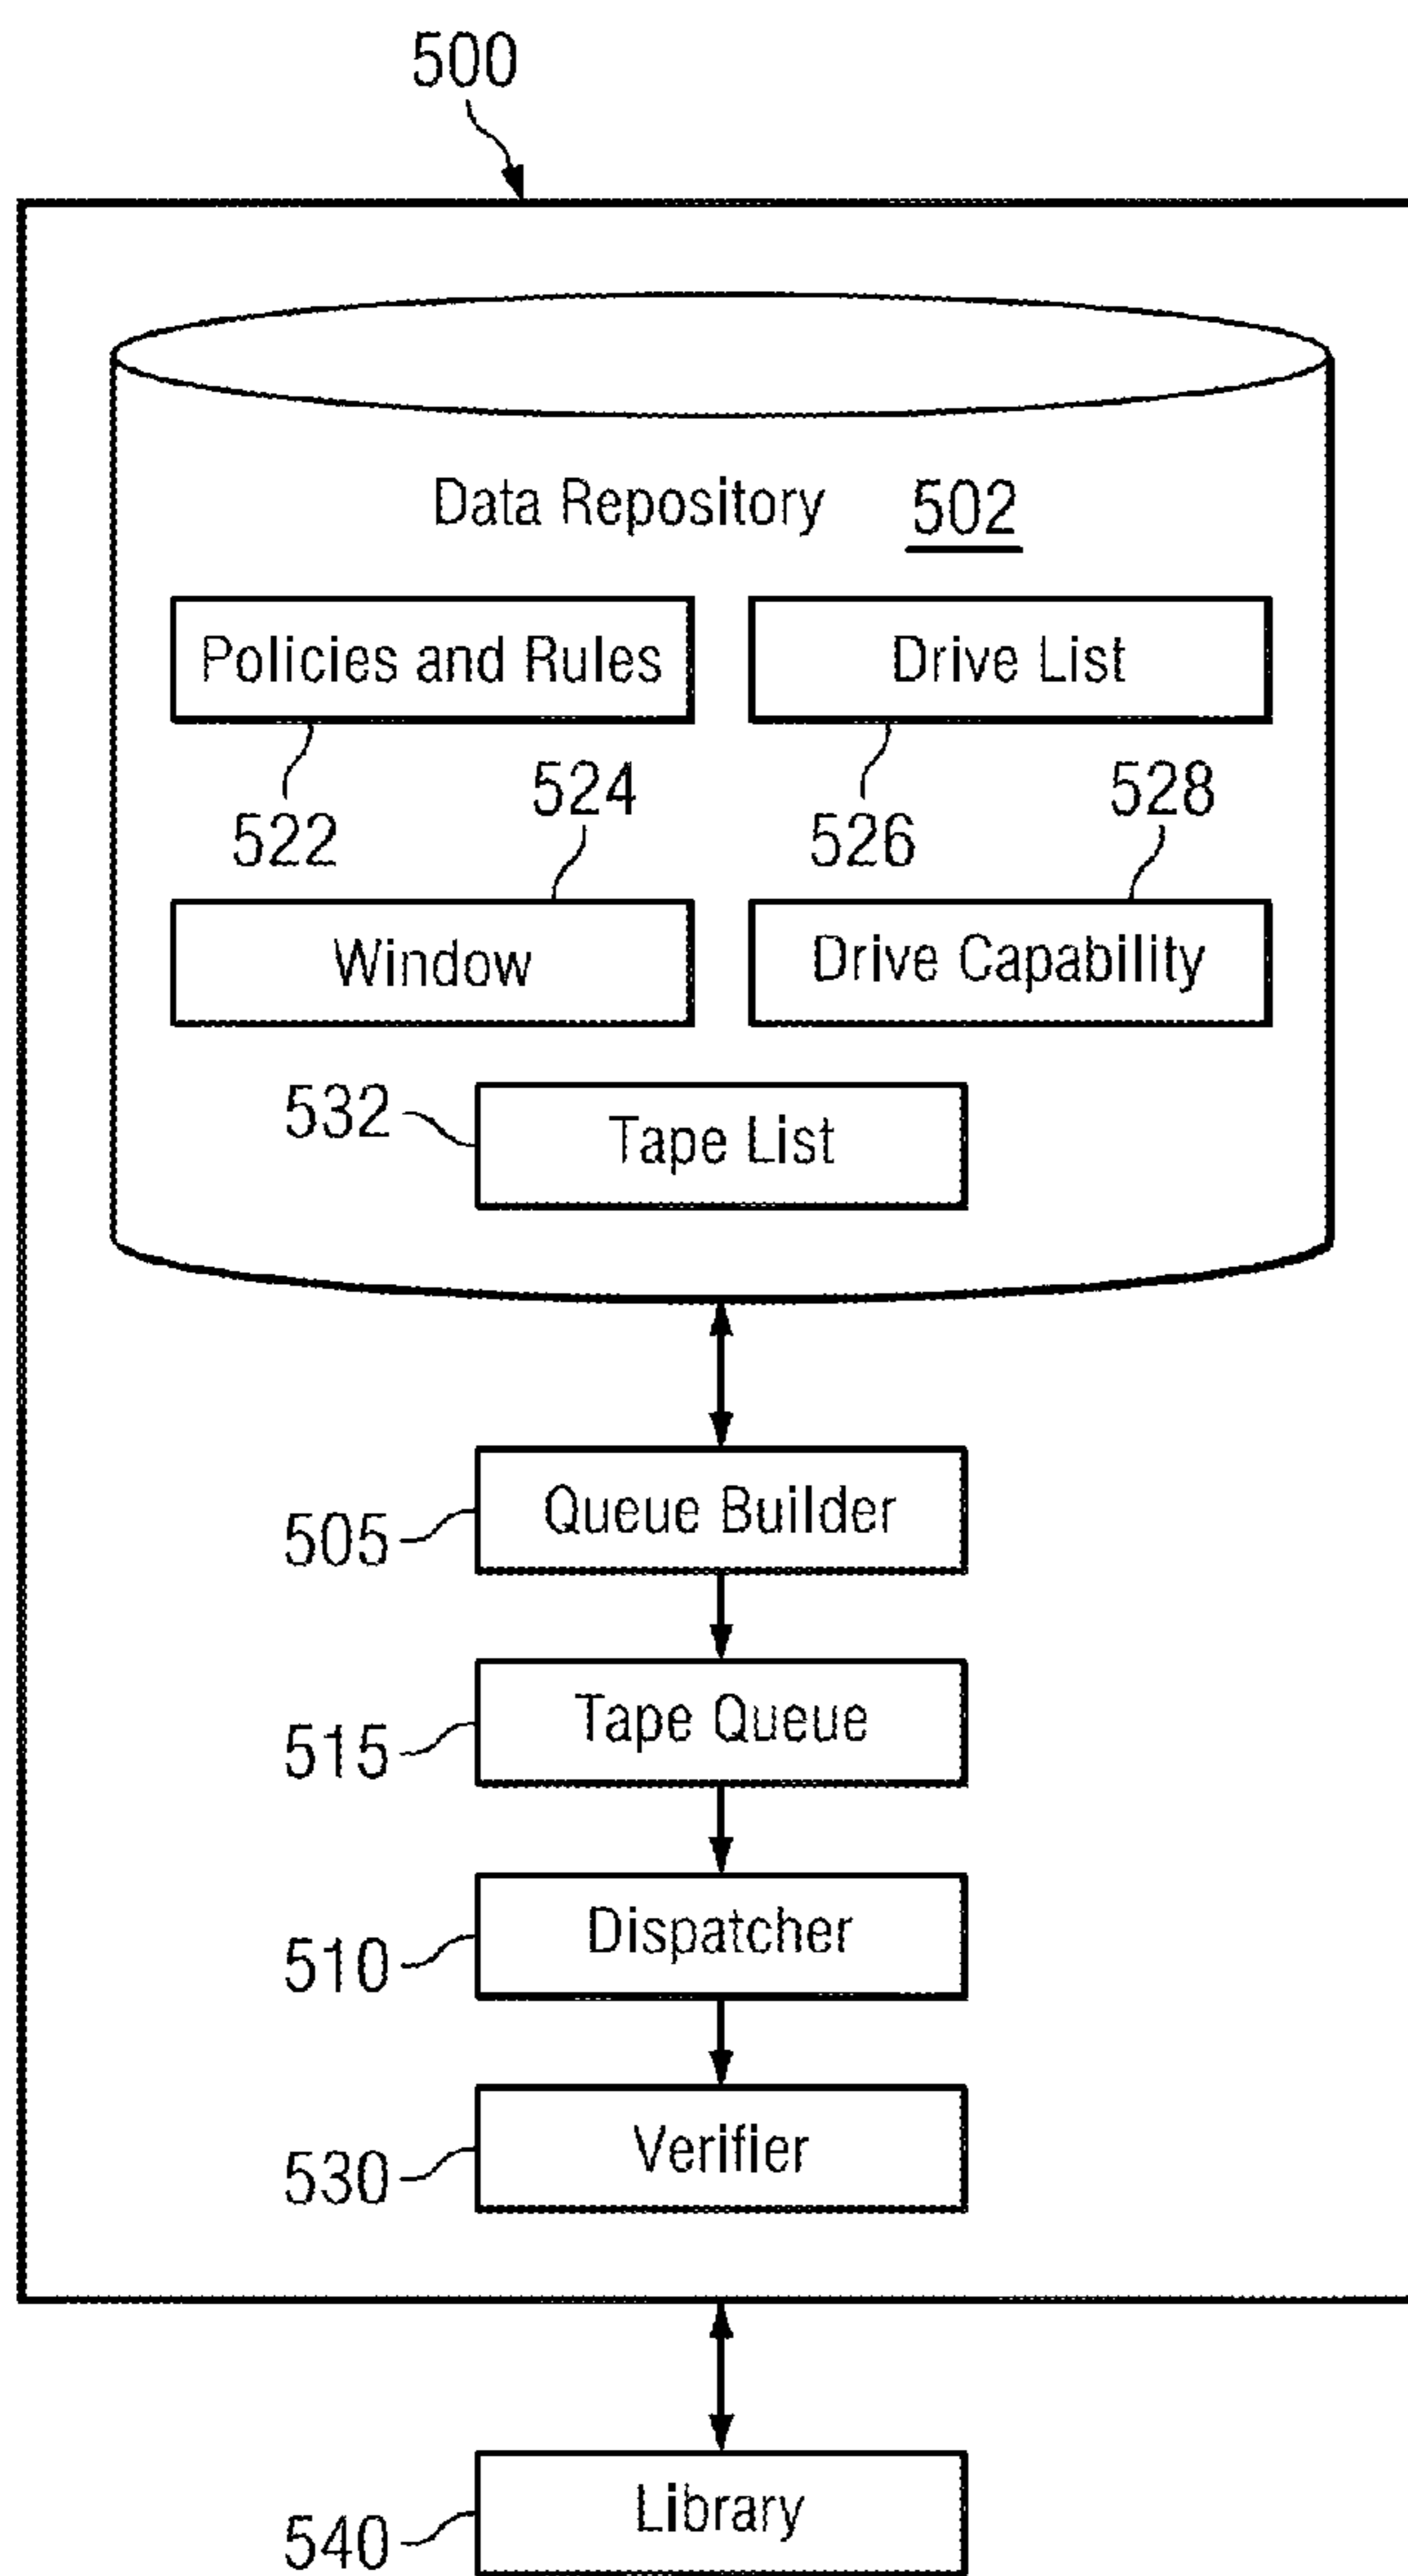 500
Data Repository 502
Policies and Rules
Drive List
522
524
526
528
Window
Drive Capability
532
Tape List
505
Queue Builder
515
Tape Queue
510
Dispatcher
530
Verifier
540
Library